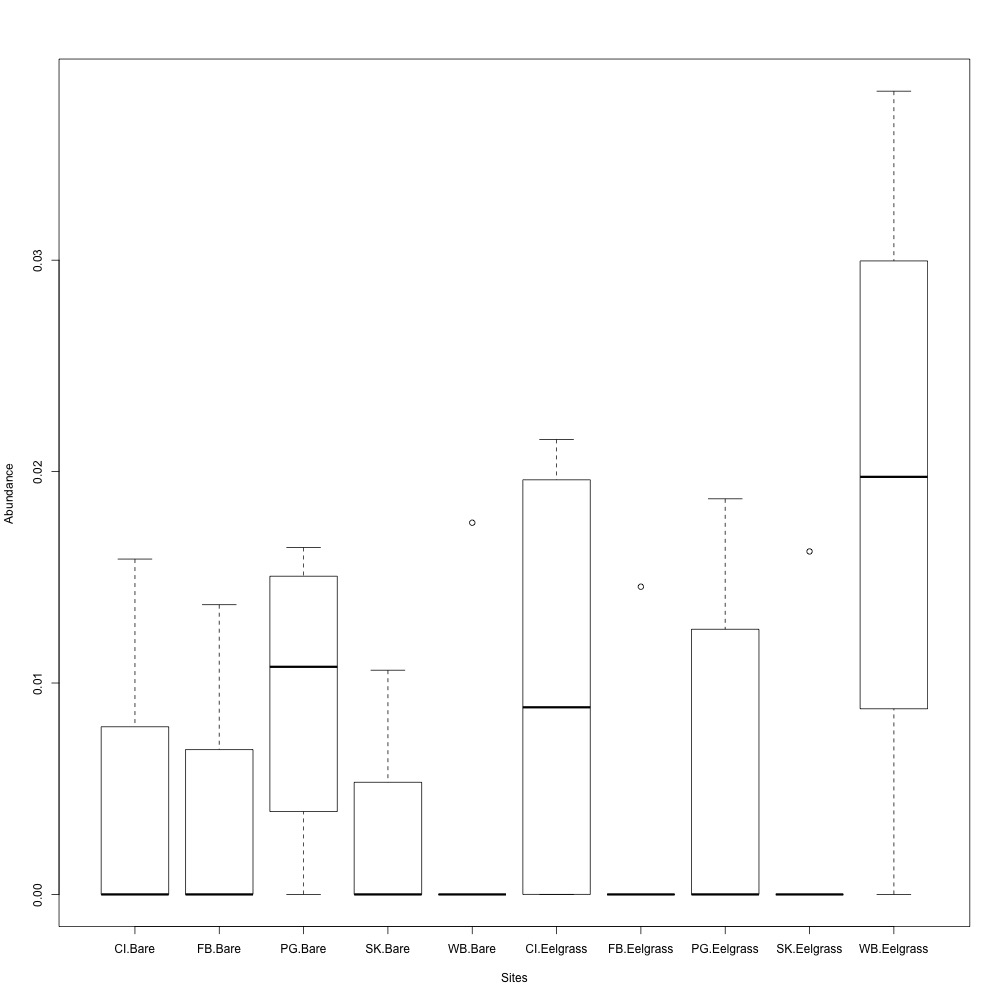 Abundance
0.03
0.02
0.01
0.00
CI.Bare FB.Bare PG.Bare SK.Bare WB.Bare CI.Eelgrass FB.Eelgrass PG.Eelgrass SK.Eelgrass WB.Eelgrass
Sites